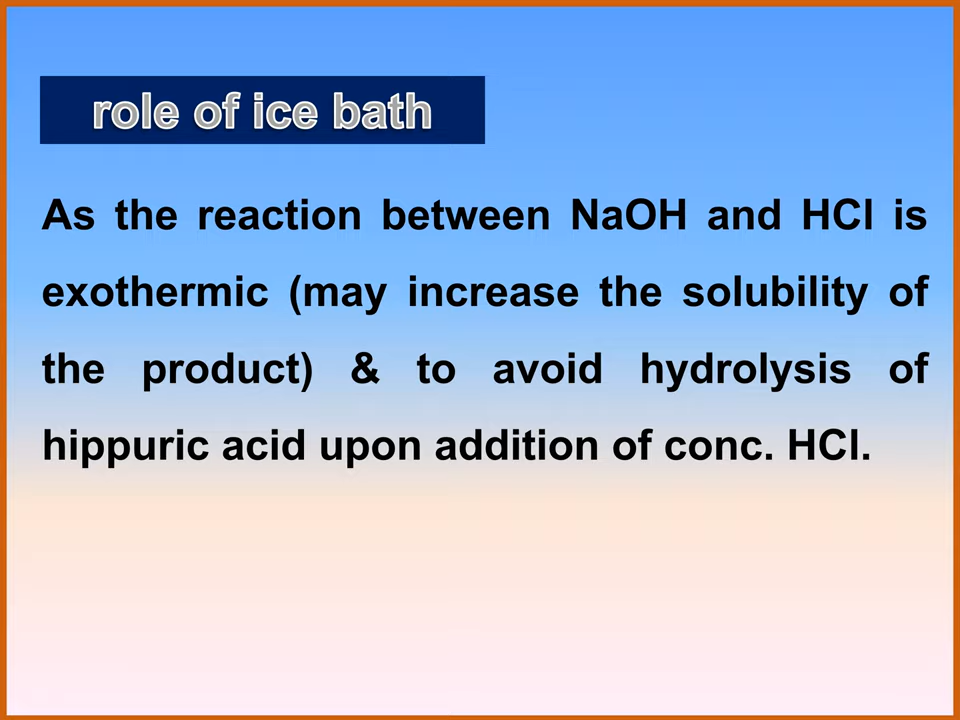 role of ice bath
As the reaction between NaOH and HCl is
exothermic (may increase the solubility of
the product) & to avoid hydrolysis of
hippuric acid upon addition of conc. HCl.